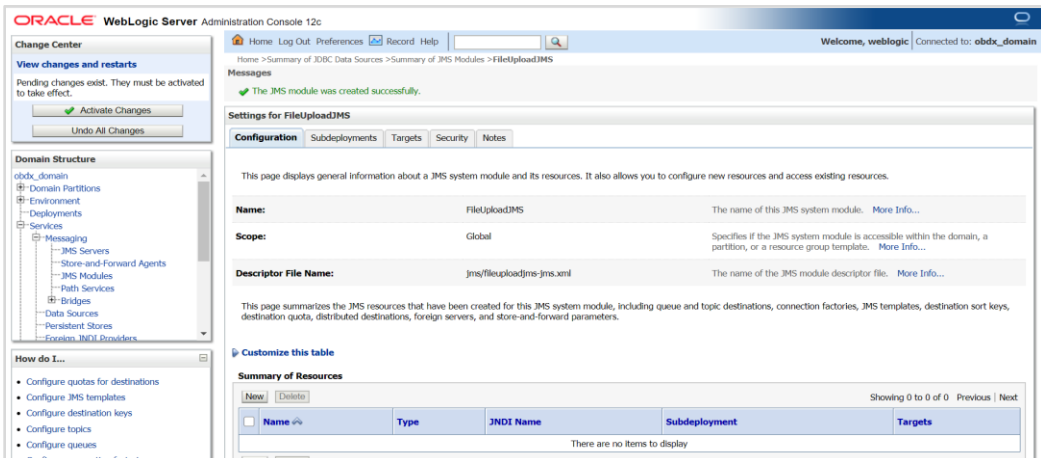 ORACLE WebLogic Server Administration Console 12c
Change Center
View changes and restarts
Pending changes exist. They must be activated
to take effect.
Activate Changes
Undo All Changes
Domain Structure
obdx_domain
Domain Partitions
Environment
Deployments
Services
Messaging
JMS Servers
Store-and-Forward Agents
JMS Modules
Path Services
Bridges
Data Sources
Persistent Stores
Foreign JNDI Providers
How do I...
Configure quotas for destinations
Configure JMS templates
Configure destination keys
Configure topics
Configure queues
Home Log Out Preferences Record Help
Welcome, weblogic Connected to: obdx_domain
Home >Summary of JDBC Data Sources >Summary of JMS Modules >FileUploadJMS
Messages
The JMS module was created successfully.
Settings for FileUploadJMS
Configuration Subdeployments Targets Security Notes
This page displays general information about a JMS system module and its resources. It also allows you to configure new resources and access existing resources.
Name: FileUploadJMS The name of this JMS system module. More Info...
Scope: Global Specifies if the JMS system module is accessible within the domain, a
partition, or a resource group template. More Info...
Descriptor File Name: jms/fileuploadjms-jms.xml The name of the JMS module descriptor file. More Info...
This page summarizes the JMS resources that have been created for this JMS system module, including queue and topic destinations, connection factories, JMS templates, destination sort keys,
destination quota, distributed destinations, foreign servers, and store-and-forward parameters.
Customize this table
Summary of Resources
New Delete Showing 0 to 0 of 0 Previous | Next
Name Type JNDI Name Subdeployment Targets
There are no items to display